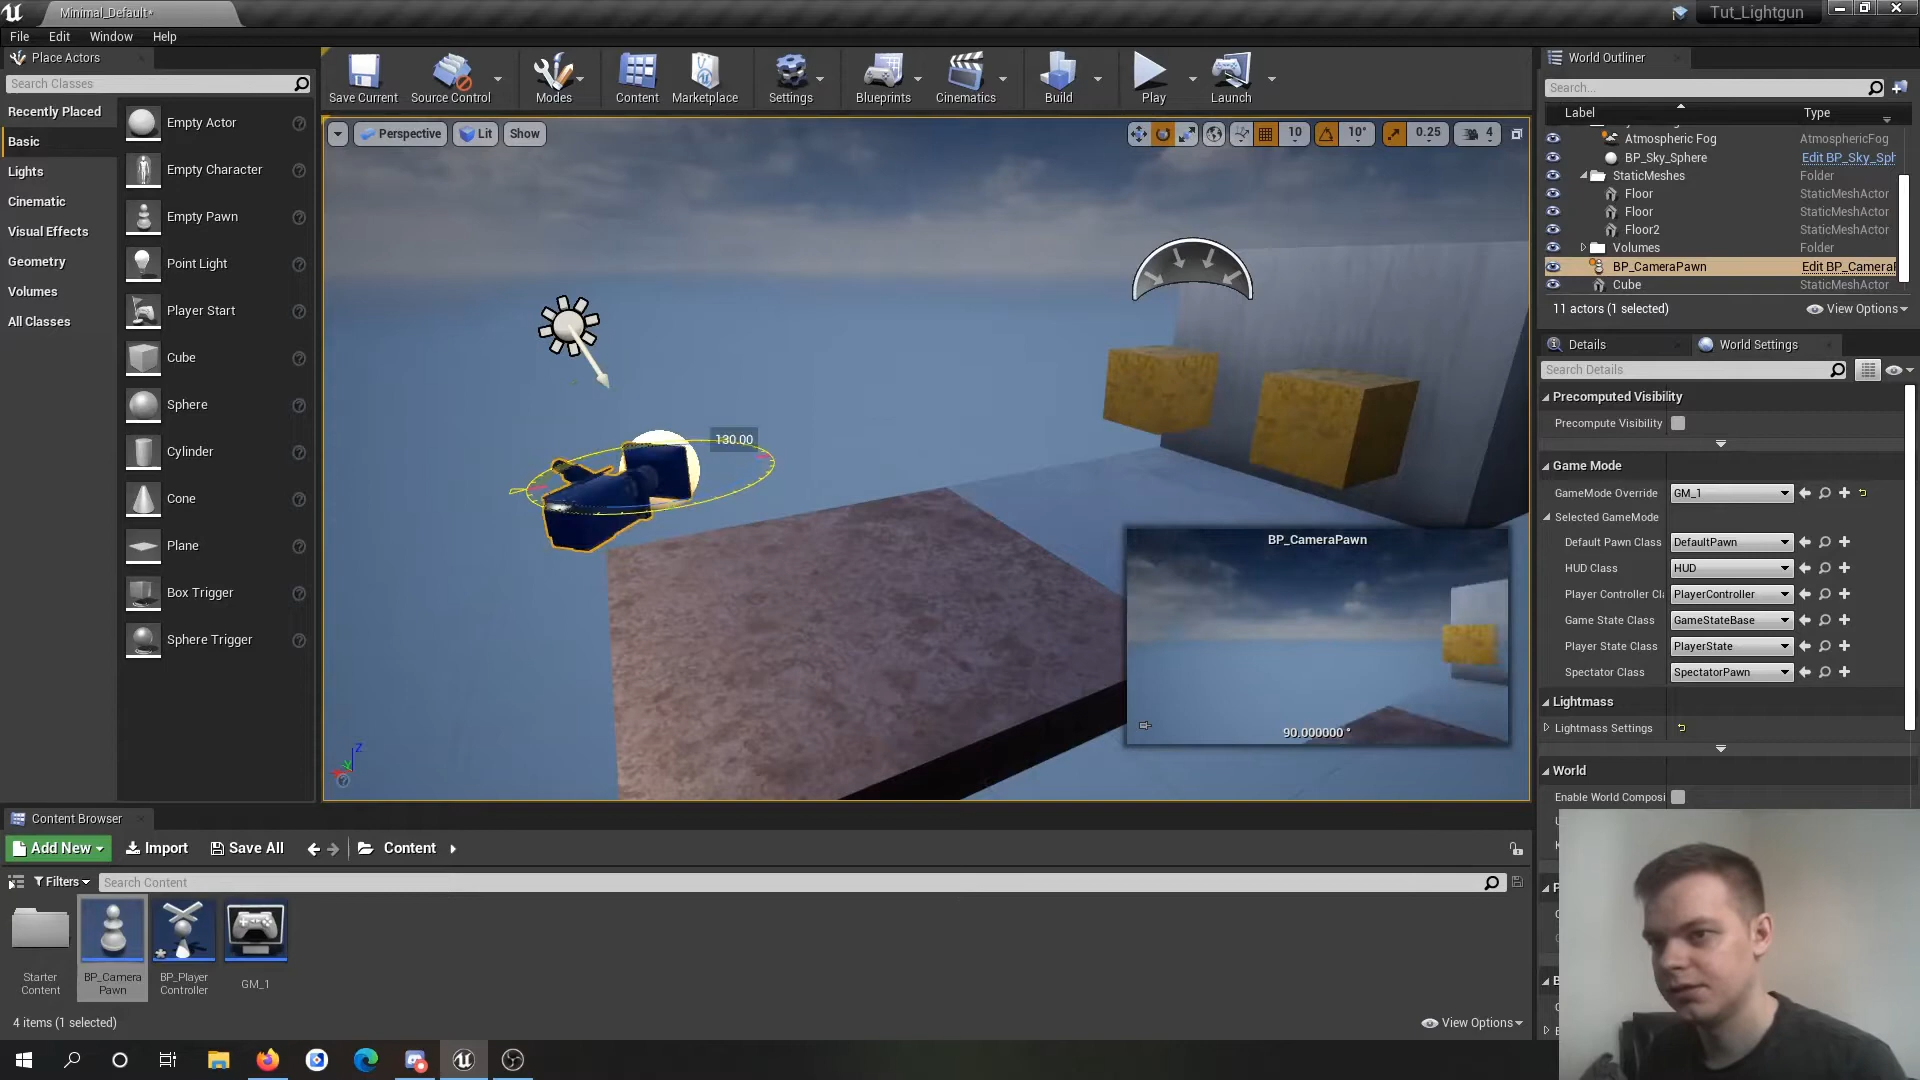 Minimal_Default*
Tut_Lightgun
File
Edit
Window
Help
Place Actors
Search Classes
Recently Placed
Basic
Lights
Cinematic
Visual Effects
Geometry
Volumes
All Classes
Empty Actor
Empty Character
Empty Pawn
Point Light
Player Start
Cube
Sphere
Cylinder
Cone
Plane
Box Trigger
Sphere Trigger
Save Current
Source Control
Modes
Content
Marketplace
Settings
Blueprints
Cinematics
Build
Play
Launch
Perspective
Lit
Show
10
10°
0.25
4
130.00
BP_CameraPawn
90.000000 °
Z
World Outliner
Search...
Label
Type
Atmospheric Fog
AtmosphericFog
BP_Sky_Sphere
Edit BP_Sky_Sph
StaticMeshes
Folder
Floor
StaticMeshActor
Floor
StaticMeshActor
Floor2
StaticMeshActor
Volumes
Folder
BP_CameraPawn
Edit BP_CameraP
Cube
StaticMeshActor
11 actors (1 selected)
View Options
Details
World Settings
Search Details
Precomputed Visibility
Precompute Visibility
Game Mode
GameMode Override
GM_1
Selected GameMode
Default Pawn Class
DefaultPawn
HUD Class
HUD
Player Controller Cl
PlayerController
Game State Class
GameStateBase
Player State Class
PlayerState
Spectator Class
SpectatorPawn
Lightmass
Lightmass Settings
World
Enable World Composi
Content Browser
Add New
Import
Save All
Content
Filters
Search Content
Starter
Content
BP_Camera
Pawn
BP_Player
Controller
GM_1
4 items (1 selected)
View Options